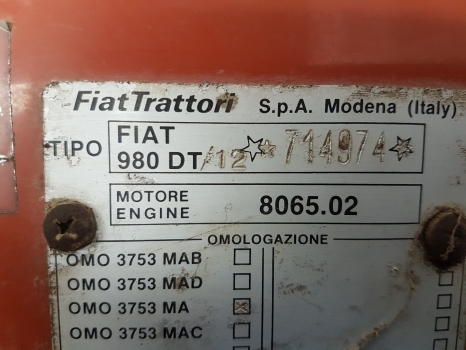 FiatTrattori S.p.A. Modena (Italy)
TIPO FIAT
980 DT/12 ☆☆714974☆
MOTORE
ENGINE 8065.02
OMOLOGAZIONE
OMO 3753 MAB
OMO 3753 MAD
OMO 3753 MA
OMO 3753 MAC